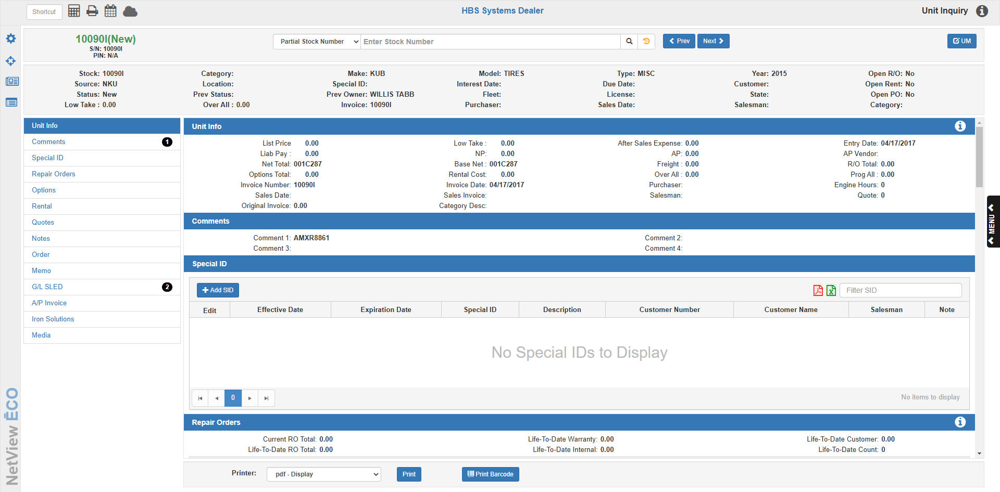 Shortcut
HBS Systems Dealer
Unit Inquiry
10090I(New)
S/N: 10090I
PIN: N/A
Partial Stock Number
Enter Stock Number
Prev
Next
UM
Stock: 10090I
Category:
Make: KUB
Model: TIRES
Type: MISC
Year: 2015
Open R/O: No
Source: NKU
Location:
Special ID:
Interest Date:
Due Date:
Customer:
Open Rent: No
Status: New
Prev Status:
Prev Owner: WILLIS TABB
Fleet:
License:
State:
Open PO: No
Low Take : 0.00
Over All : 0.00
Invoice: 10090I
Purchaser:
Sales Date:
Salesman:
Category:
Unit Info
Comments 1
Special ID
Repair Orders
Options
Rental
Quotes
Notes
Order
Memo
G/L SLED 2
A/P Invoice
Iron Solutions
Media
Unit Info
List Price 0.00
Low Take : 0.00
After Sales Expense: 0.00
Entry Date: 04/17/2017
Liab Pay : 0.00
NP: 0.00
AP: 0.00
AP Vendor:
Net Total: 001C287
Base Net : 001C287
Freight : 0.00
R/O Total: 0.00
Options Total: 0.00
Rental Cost: 0.00
Over All : 0.00
Prog All : 0.00
Invoice Number: 10090I
Invoice Date: 04/17/2017
Purchaser:
Engine Hours: 0
Sales Date:
Sales Invoice:
Salesman:
Quote: 0
Original Invoice: 0.00
Category Desc:
Comments
Comment 1: AMXR8861
Comment 2:
Comment 3:
Comment 4:
Special ID
Add SID
Filter SID
Edit
Effective Date
Expiration Date
Special ID
Description
Customer Number
Customer Name
Salesman
Note
No Special IDs to Display
0
No items to display
Repair Orders
Current RO Total: 0.00
Life-To-Date Warranty: 0.00
Life-To-Date Customer: 0.00
Life-To-Date RO Total: 0.00
Life-To-Date Internal: 0.00
Life-To-Date Count: 0
Printer:
pdf - Display
Print
Print Barcode
MENU
NetView ECO